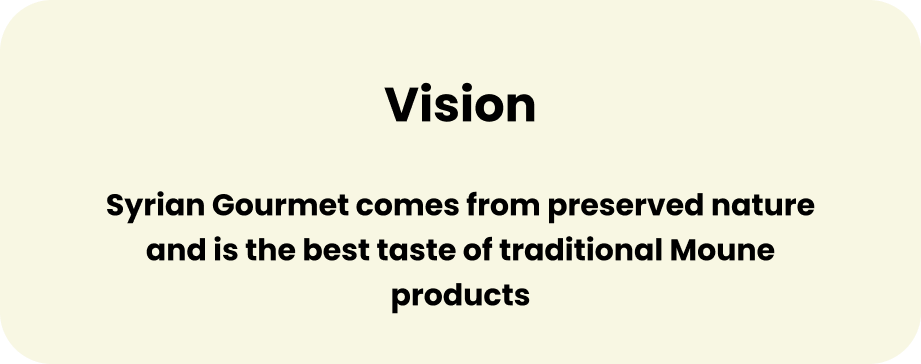 Vision
Syrian Gourmet comes from preserved nature
and is the best taste of traditional Moune
products